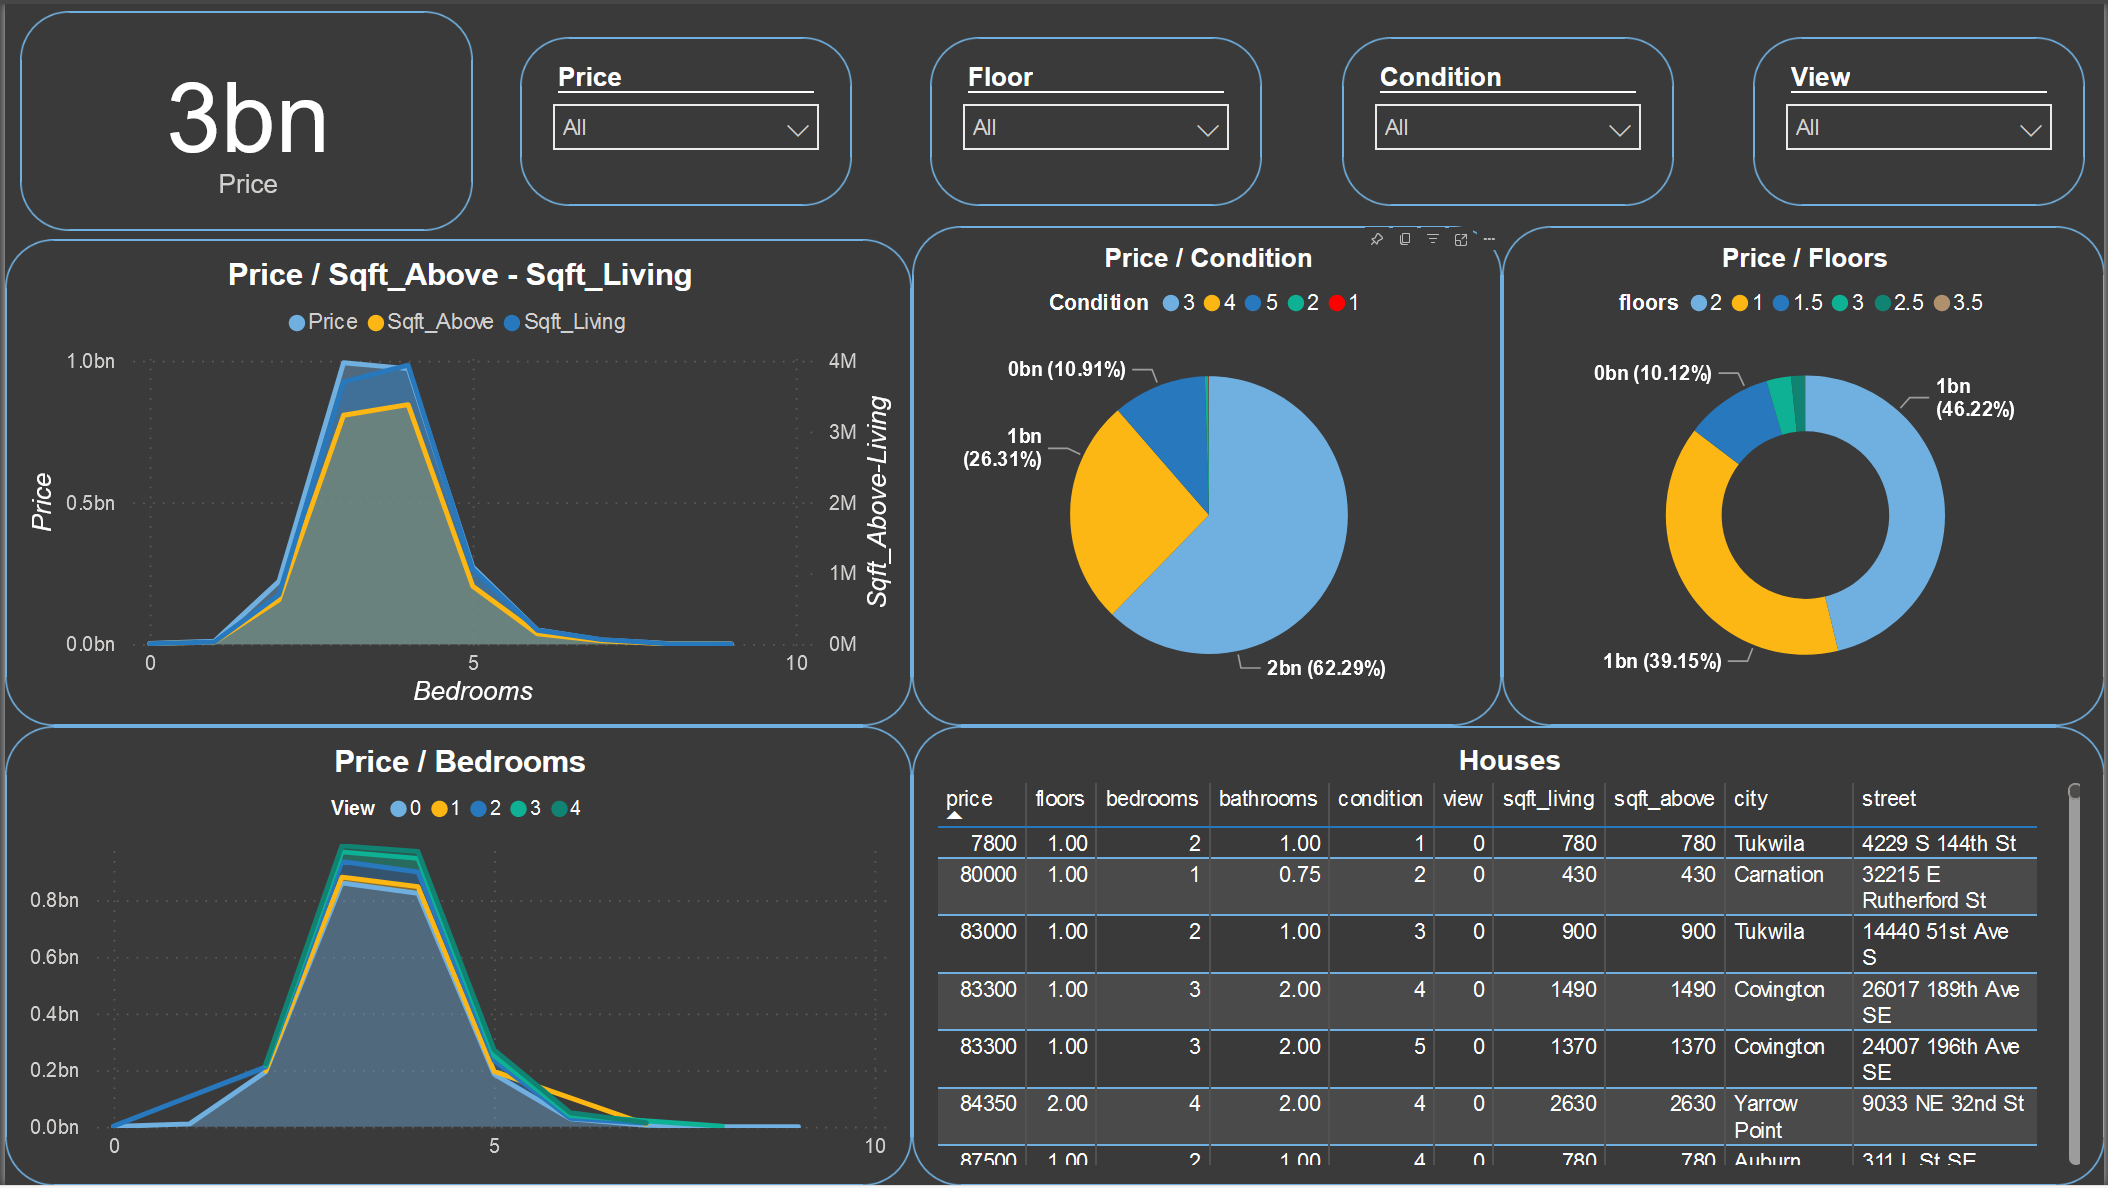 3bn
Price
Price
All
Floor
All
Condition
All
View
All
Price / Sqft_Above - Sqft_Living
Price Sqft_Above Sqft_Living
1.0bn
0.5bn
0.0bn
Price
4M
3M
2M
1M
0M
Sqft_Above-Living
0 5 10
Bedrooms
Price / Condition
Condition 3 4 5 2 1
0bn (10.91%)
1bn
(26.31%)
2bn (62.29%)
Price / Floors
floors 2 1 1.5 3 2.5 3.5
0bn (10.12%)
1bn
(46.22%)
1bn (39.15%)
Price / Bedrooms
View 0 1 2 3 4
0.8bn
0.6bn
0.4bn
0.2bn
0.0bn
0 5 10
Houses
price floors bedrooms bathrooms condition view sqft_living sqft_above city street
7800 1.00 2 1.00 1 0 780 780 Tukwila 4229 S 144th St
80000 1.00 1 0.75 2 0 430 430 Carnation 32215 E
Rutherford St
83000 1.00 2 1.00 3 0 900 900 Tukwila 14440 51st Ave
S
83300 1.00 3 2.00 4 0 1490 1490 Covington 26017 189th Ave
SE
83300 1.00 3 2.00 5 0 1370 1370 Covington 24007 196th Ave
SE
84350 2.00 4 2.00 4 0 2630 2630 Yarrow 9033 NE 32nd St
Point
87500 1.00 2 1.00 4 0 780 780 Auburn 311 L St SE